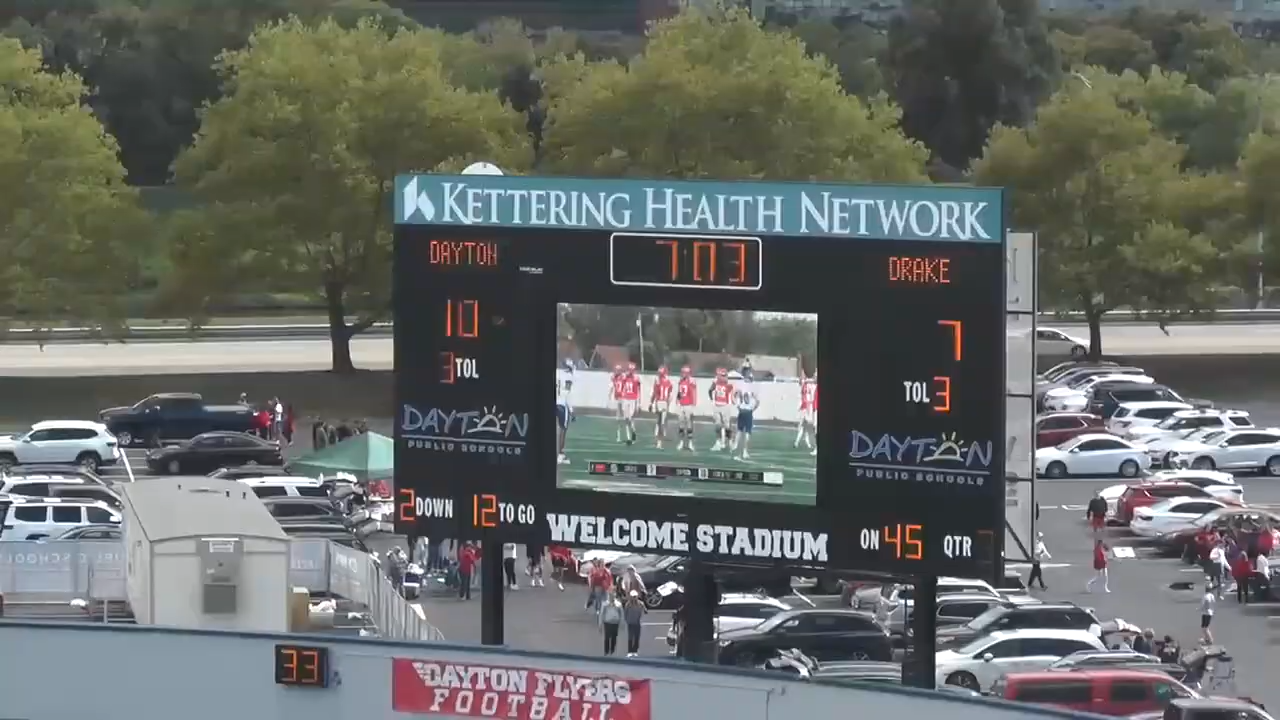 KETTERING HEALTH NETWORK
DAYTON
7:03
DRAKE
10
7
3 TOL
TOL 3
DAYTON
PUBLIC SCHOOLS
DAYTON
PUBLIC SCHOOLS
2 DOWN 12 TO GO
WELCOME STADIUM
ON 45 QTR
33
DAYTON FLYERS
FOOTBALL